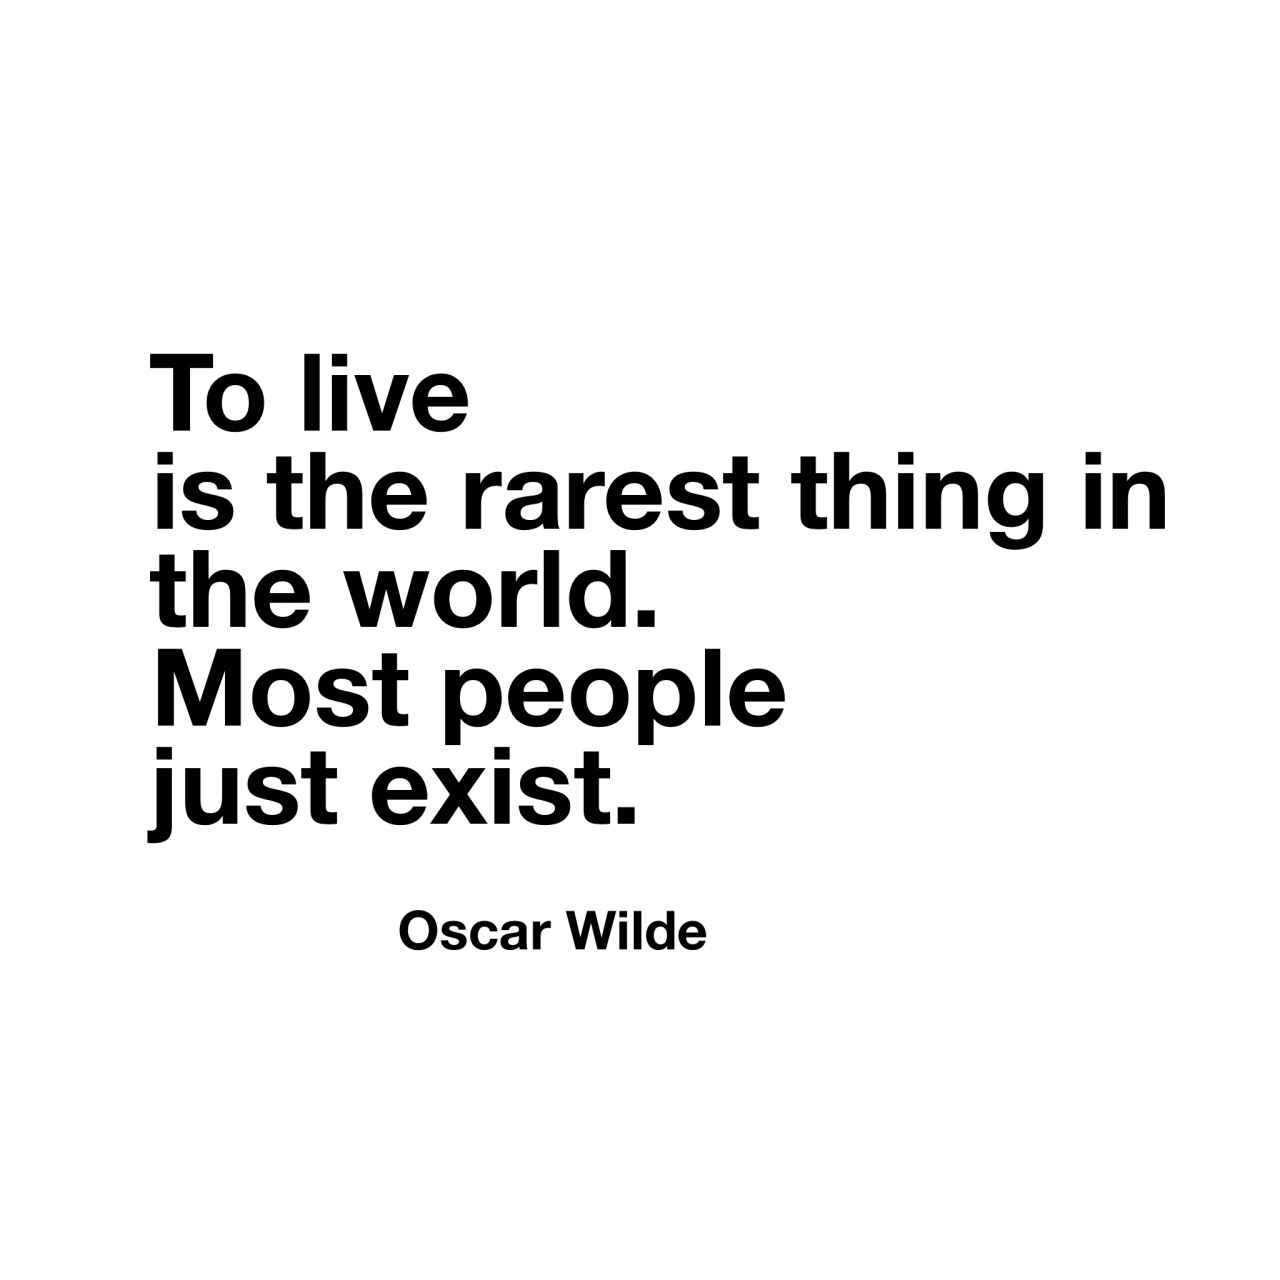 To live
is the rarest thing in
the world.
Most people
just exist.
Oscar Wilde